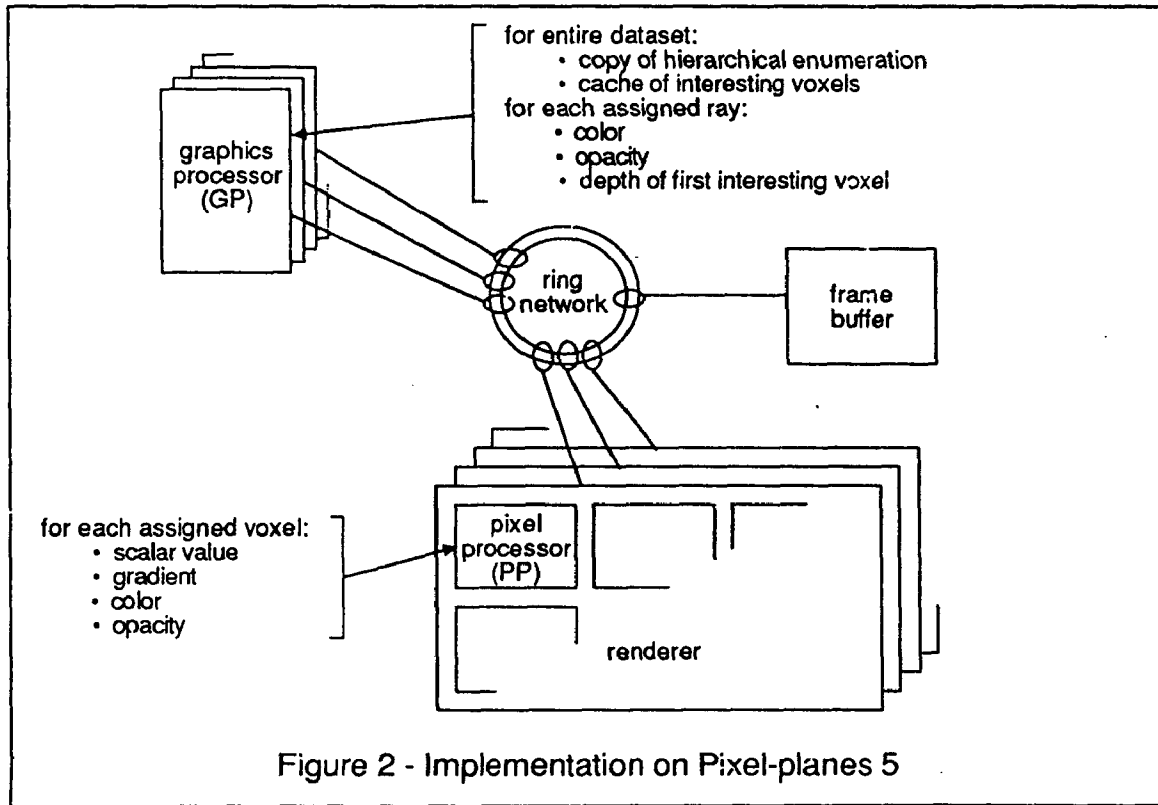 for entire dataset:
• copy of hierarchical enumeration
• cache of interesting voxels
for each assigned ray:
• color
• opacity
• depth of first interesting voxel
graphics
processor
(GP)
ring
network
frame
buffer
for each assigned voxel:
• scalar value
• gradient
• color
• opacity
pixel
processor
(PP)
renderer
Figure 2 - Implementation on Pixel-planes 5